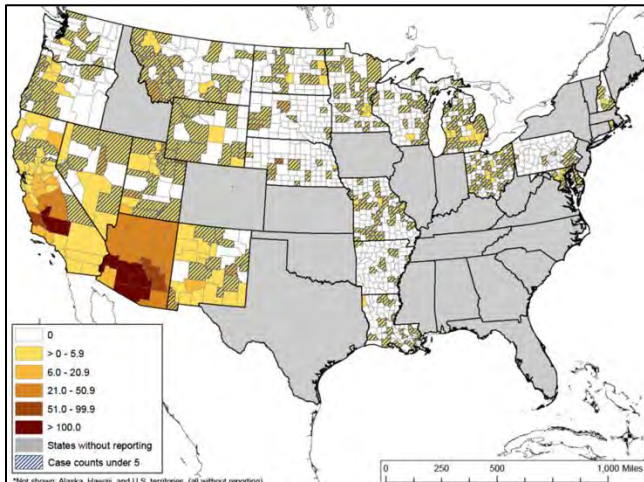 0
> 0 - 5.9
6.0 - 20.9
21.0 - 50.9
51.0 - 99.9
> 100.0
States without reporting
Case counts under 5
*Not shown: Alaska, Hawaii, and U.S. territories, (all without reporting)
0 250 500 1,000 Miles